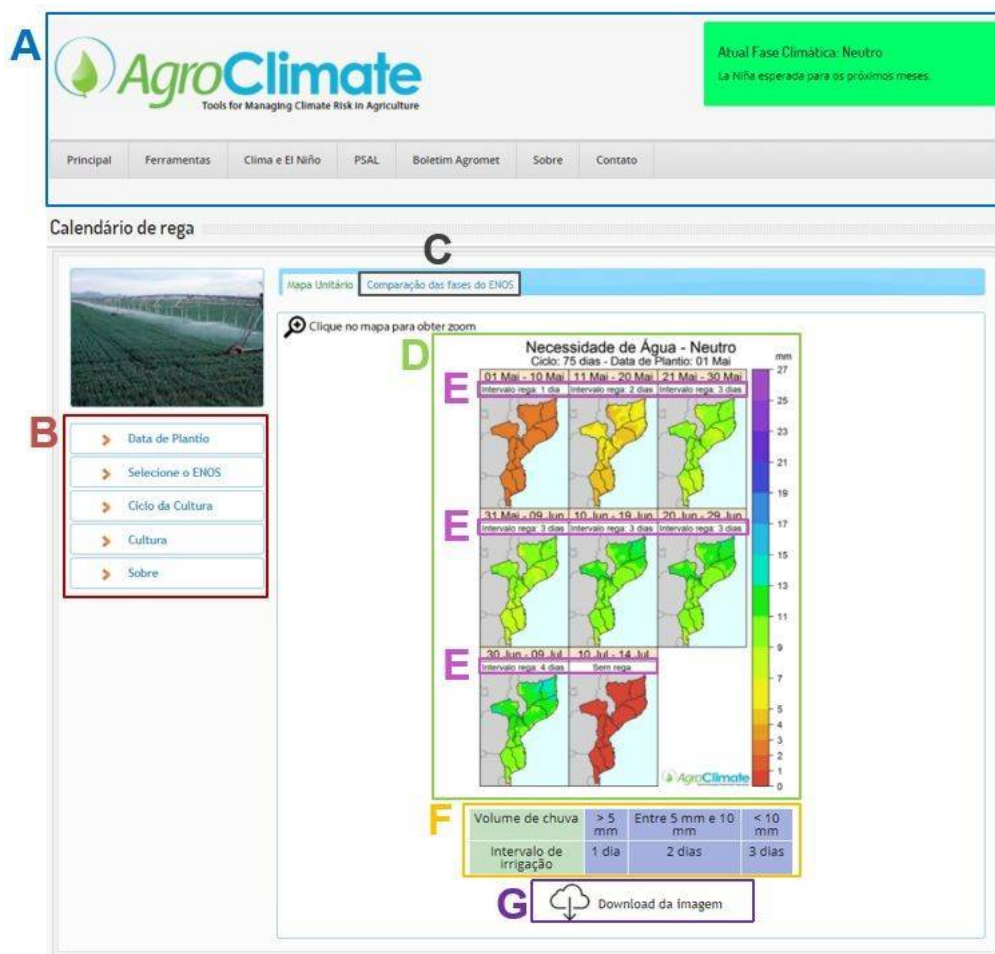 A
AgroClimate
Tools for Managing Climate Risk in Agriculture
Atual Fase Climática: Neutro
La Niña esperada para os próximos meses.
Principal Ferramentas Clima e El Niño PSAL Boletim Agromet Sobre Contato
Calendário de rega
C
Mapa Unitário Comparação das fases do ENOS
Clique no mapa para obter zoom
D
Necessidade de Água - Neutro
Ciclo: 75 dias - Data de Plantio: 01 Mai
mm
E
01 Mai - 10 Mai 11 Mai - 20 Mai 21 Mai - 30 Mai
Intervalo rega: 1 dia Intervalo rega: 2 dias Intervalo rega: 3 dias
B
Data de Plantio
Selecione o ENOS
Ciclo da Cultura
Cultura
Sobre
E
31 Mai - 09 Jun 10 Jun - 19 Jun 20 Jun - 29 Jun
Intervalo rega: 3 dias Intervalo rega: 3 dias Intervalo rega: 3 dias
E
30 Jun - 09 Jul 10 Jul - 14 Jul
Intervalo rega: 4 dias Sem rega
27
25
23
21
19
17
15
13
11
9
7
5
4
3
2
1
0
AgroClimate
F
Volume de chuva > 5 mm Entre 5 mm e 10 mm < 10 mm
Intervalo de irrigação 1 dia 2 dias 3 dias
G
Download da imagem